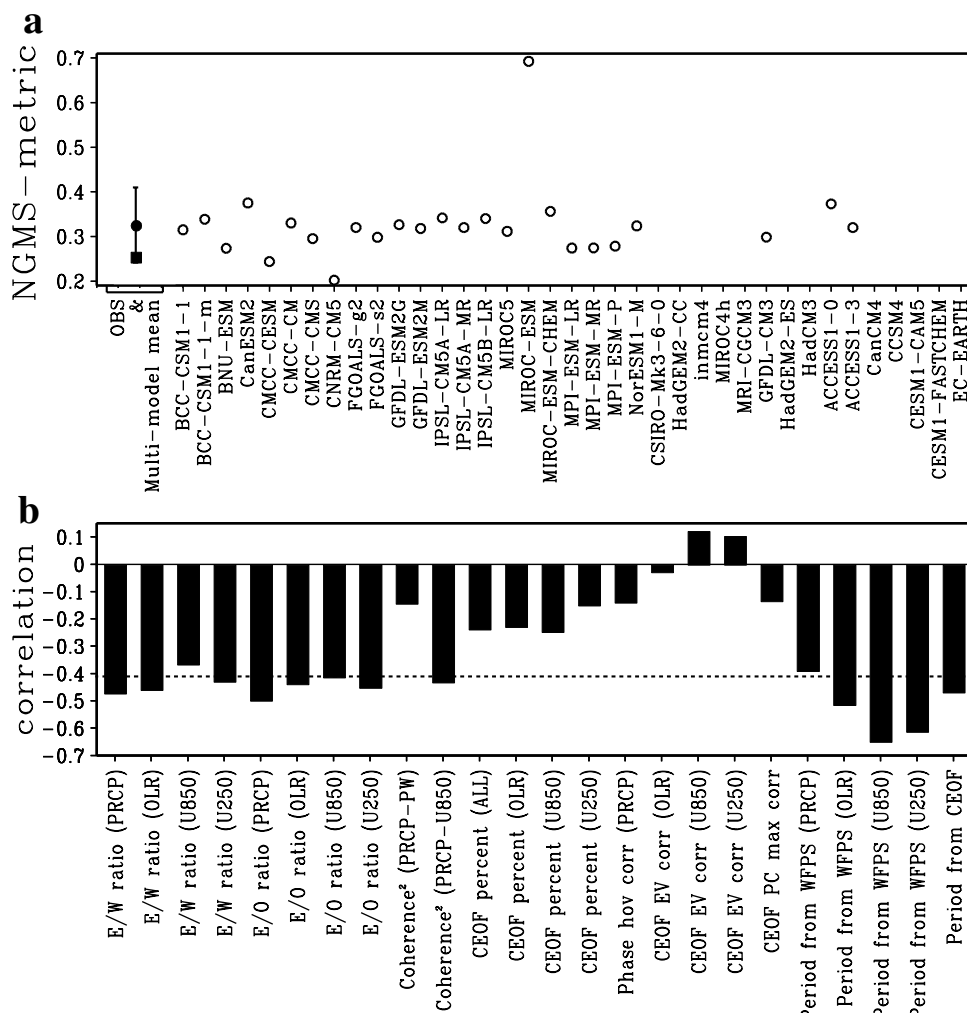 a
NGMS-metric
0.7
0.6
0.5
0.4
0.3
0.2
OBS
&
Multi-model mean
BCC-CSM1-1
BCC-CSM1-1-m
BNU-ESM
CanESM2
CMCC-CESM
CMCC-CM
CMCC-CMS
CNRM-CM5
FGOALS-g2
FGOALS-s2
GFDL-ESM2G
GFDL-ESM2M
IPSL-CM5A-LR
IPSL-CM5A-MR
IPSL-CM5B-LR
MIROC5
MIROC-ESM
MIROC-ESM-CHEM
MPI-ESM-LR
MPI-ESM-MR
MPI-ESM-P
NorESM1-M
CSIRO-Mk3-6-0
HadGEM2-CC
inmcm4
MIROC4h
MRI-CGCM3
GFDL-CM3
HadGEM2-ES
HadCM3
ACCESS1-0
ACCESS1-3
CanCM4
CCSM4
CESM1-CAM5
CESM1-FASTCHEM
EC-EARTH
b
correlation
0.1
0
-0.1
-0.2
-0.3
-0.4
-0.5
-0.6
-0.7
E/W ratio (PRCP)
E/W ratio (OLR)
E/W ratio (U850)
E/W ratio (U250)
E/O ratio (PRCP)
E/O ratio (OLR)
E/O ratio (U850)
E/O ratio (U250)
Coherence² (PRCP-PW)
Coherence² (PRCP-U850)
CEOF percent (ALL)
CEOF percent (OLR)
CEOF percent (U850)
CEOF percent (U250)
Phase hov corr (PRCP)
CEOF EV corr (OLR)
CEOF EV corr (U850)
CEOF EV corr (U250)
CEOF PC max corr
Period from WFPS (PRCP)
Period from WFPS (OLR)
Period from WFPS (U850)
Period from WFPS (U250)
Period from CEOF